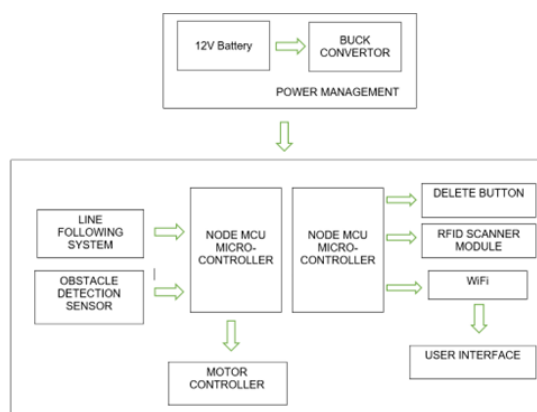 12V Battery
BUCK
CONVERTOR
POWER MANAGEMENT
LINE
FOLLOWING
SYSTEM
OBSTACLE
DETECTION
SENSOR
NODE MCU
MICRO-
CONTROLLER
NODE MCU
MICRO-
CONTROLLER
DELETE BUTTON
RFID SCANNER
MODULE
WiFi
USER INTERFACE
MOTOR
CONTROLLER